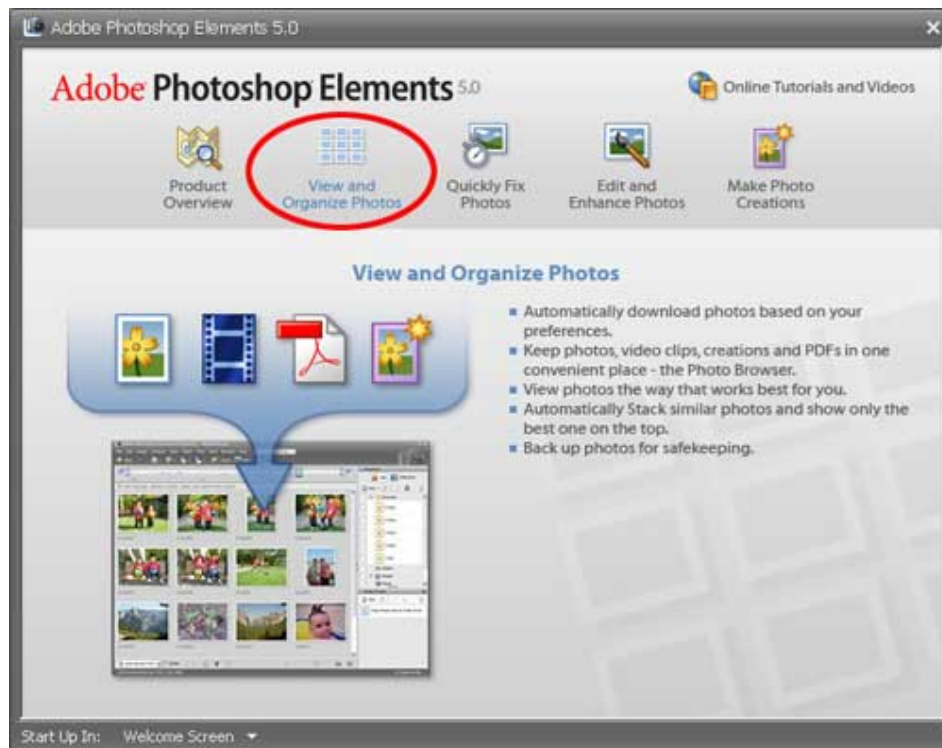 Adobe Photoshop Elements 5.0
Adobe Photoshop Elements 5.0
Online Tutorials and Videos
Product
Overview
View and
Organize Photos
Quickly Fix
Photos
Edit and
Enhance Photos
Make Photo
Creations
View and Organize Photos
Automatically download photos based on your
preferences.
Keep photos, video clips, creations and PDFs in one
convenient place - the Photo Browser.
View photos the way that works best for you.
Automatically Stack similar photos and show only the
best one on the top.
Back up photos for safekeeping.
Start Up In: Welcome Screen